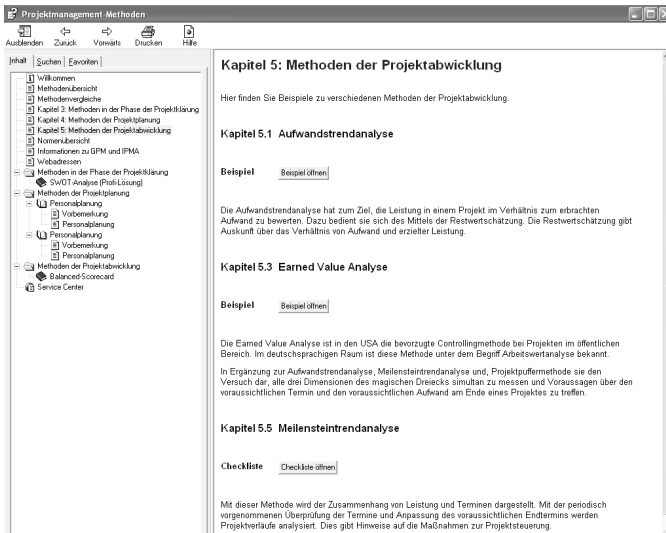 Projektmanagement Methoden
Ausblenden Zurück Vorwärts Drucken Hilfe
Inhalt Suchen Favoriten
Willkommen
Methodenübersicht
Methodenvergleiche
Kapitel 3: Methoden in der Phase der Projektklärung
Kapitel 4: Methoden der Projektplanung
Kapitel 5: Methoden der Projektabwicklung
Normenübersicht
Informationen zu GPM und IPMA
Webadressen
Methoden in der Phase der Projektklärung
SWOT-Analyse (Profi-Lösung)
Methoden der Projektplanung
Personalplanung
Vorbemerkung
Personalplanung
Personalplanung
Vorbemerkung
Personalplanung
Methoden der Projektabwicklung
Balanced-Scorecard
Service Center
Kapitel 5: Methoden der Projektabwicklung
Hier finden Sie Beispiele zu verschiedenen Methoden der Projektabwicklung.
Kapitel 5.1 Aufwandstrendanalyse
Beispiel Beispiel öffnen
Die Aufwandstrendanalyse hat zum Ziel, die Leistung in einem Projekt im Verhältnis zum erbrachten
Aufwand zu bewerten. Dazu bedient sie sich des Mittels der Restwertschätzung. Die Restwertschätzung gibt
Auskunft über das Verhältnis von Aufwand und erzielter Leistung.
Kapitel 5.3 Earned Value Analyse
Beispiel Beispiel öffnen
Die Earned Value Analyse ist in den USA die bevorzugte Controllingmethode bei Projekten im öffentlichen
Bereich. Im deutschsprachigen Raum ist diese Methode unter dem Begriff Arbeitswertanalyse bekannt.
In Ergänzung zur Aufwandstrendanalyse, Meilensteintrendanalyse und, Projektpuffermethode sie den
Versuch dar, alle drei Dimensionen des magischen Dreiecks simultan zu messen und Voraussagen über den
voraussichtlichen Termin und den voraussichtlichen Aufwand am Ende eines Projektes zu treffen.
Kapitel 5.5 Meilensteintrendanalyse
Checkliste Checkliste öffnen
Mit dieser Methode wird der Zusammenhang von Leistung und Terminen dargestellt. Mit der periodisch
vorgenommenen Überprüfung der Termine und Anpassung des voraussichtlichen Endtermins werden
Projektverläufe analysiert. Dies gibt Hinweise auf die Maßnahmen zur Projektsteuerung.